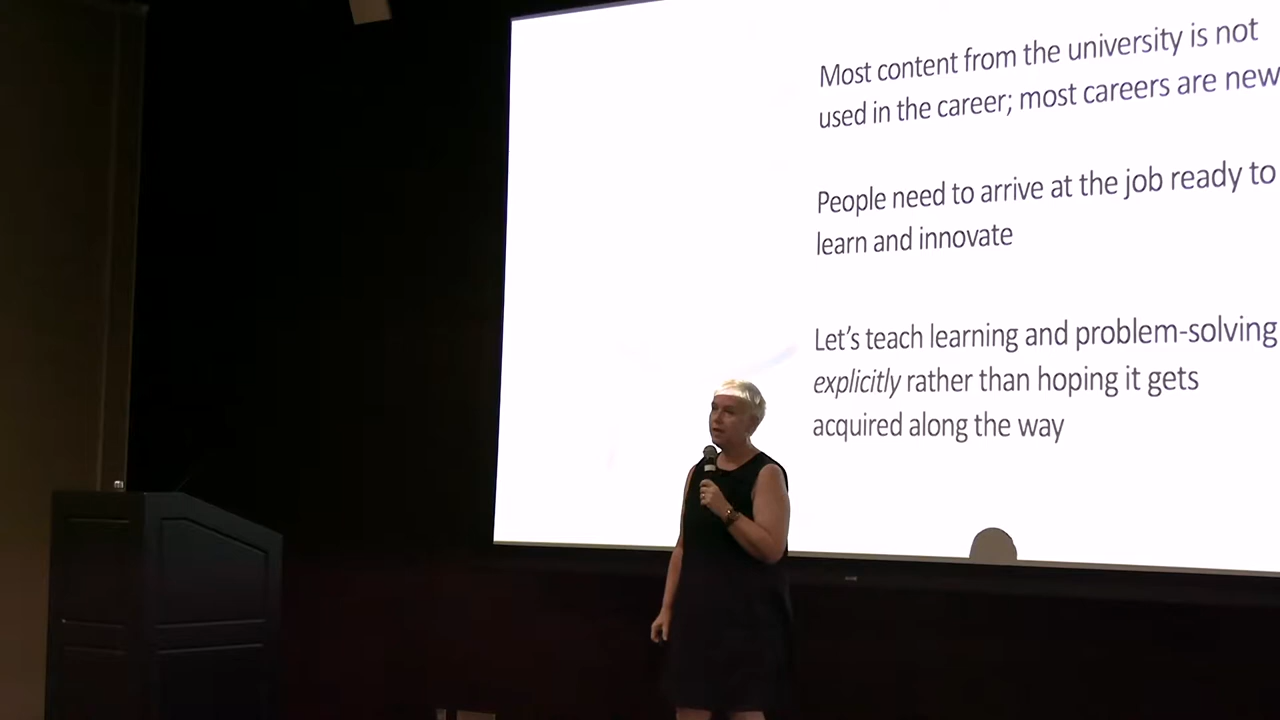 Most content from the university is not
used in the career; most careers are new
People need to arrive at the job ready to
learn and innovate
Let's teach learning and problem-solving
explicitly rather than hoping it gets
acquired along the way